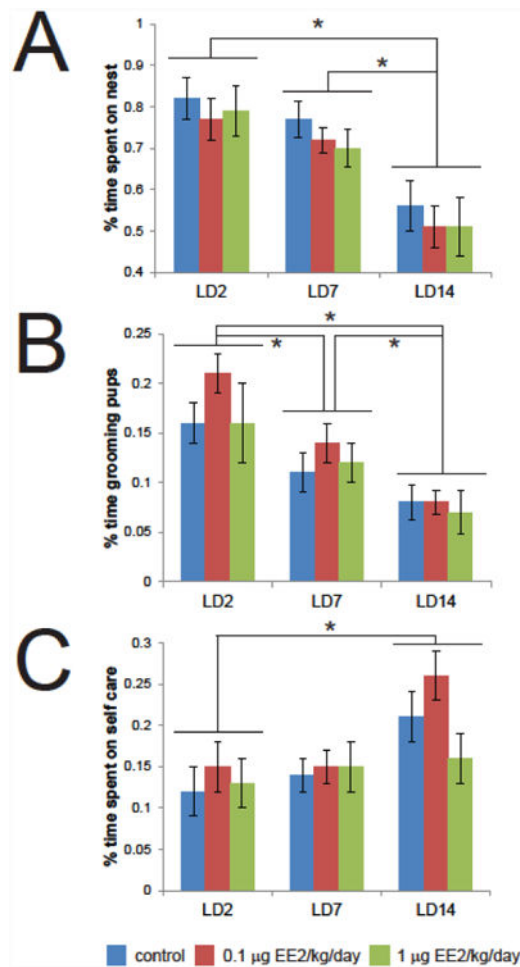 A
% time spent on nest
1
0.9
0.8
0.7
0.6
0.5
0.4
*
*
LD2 LD7 LD14
B
% time grooming pups
0.25
0.2
0.15
0.1
0.05
0
*
*
*
LD2 LD7 LD14
C
% time spent on self care
0.3
0.25
0.2
0.15
0.1
0.05
0
*
LD2 LD7 LD14
control 0.1 µg EE2/kg/day 1 µg EE2/kg/day